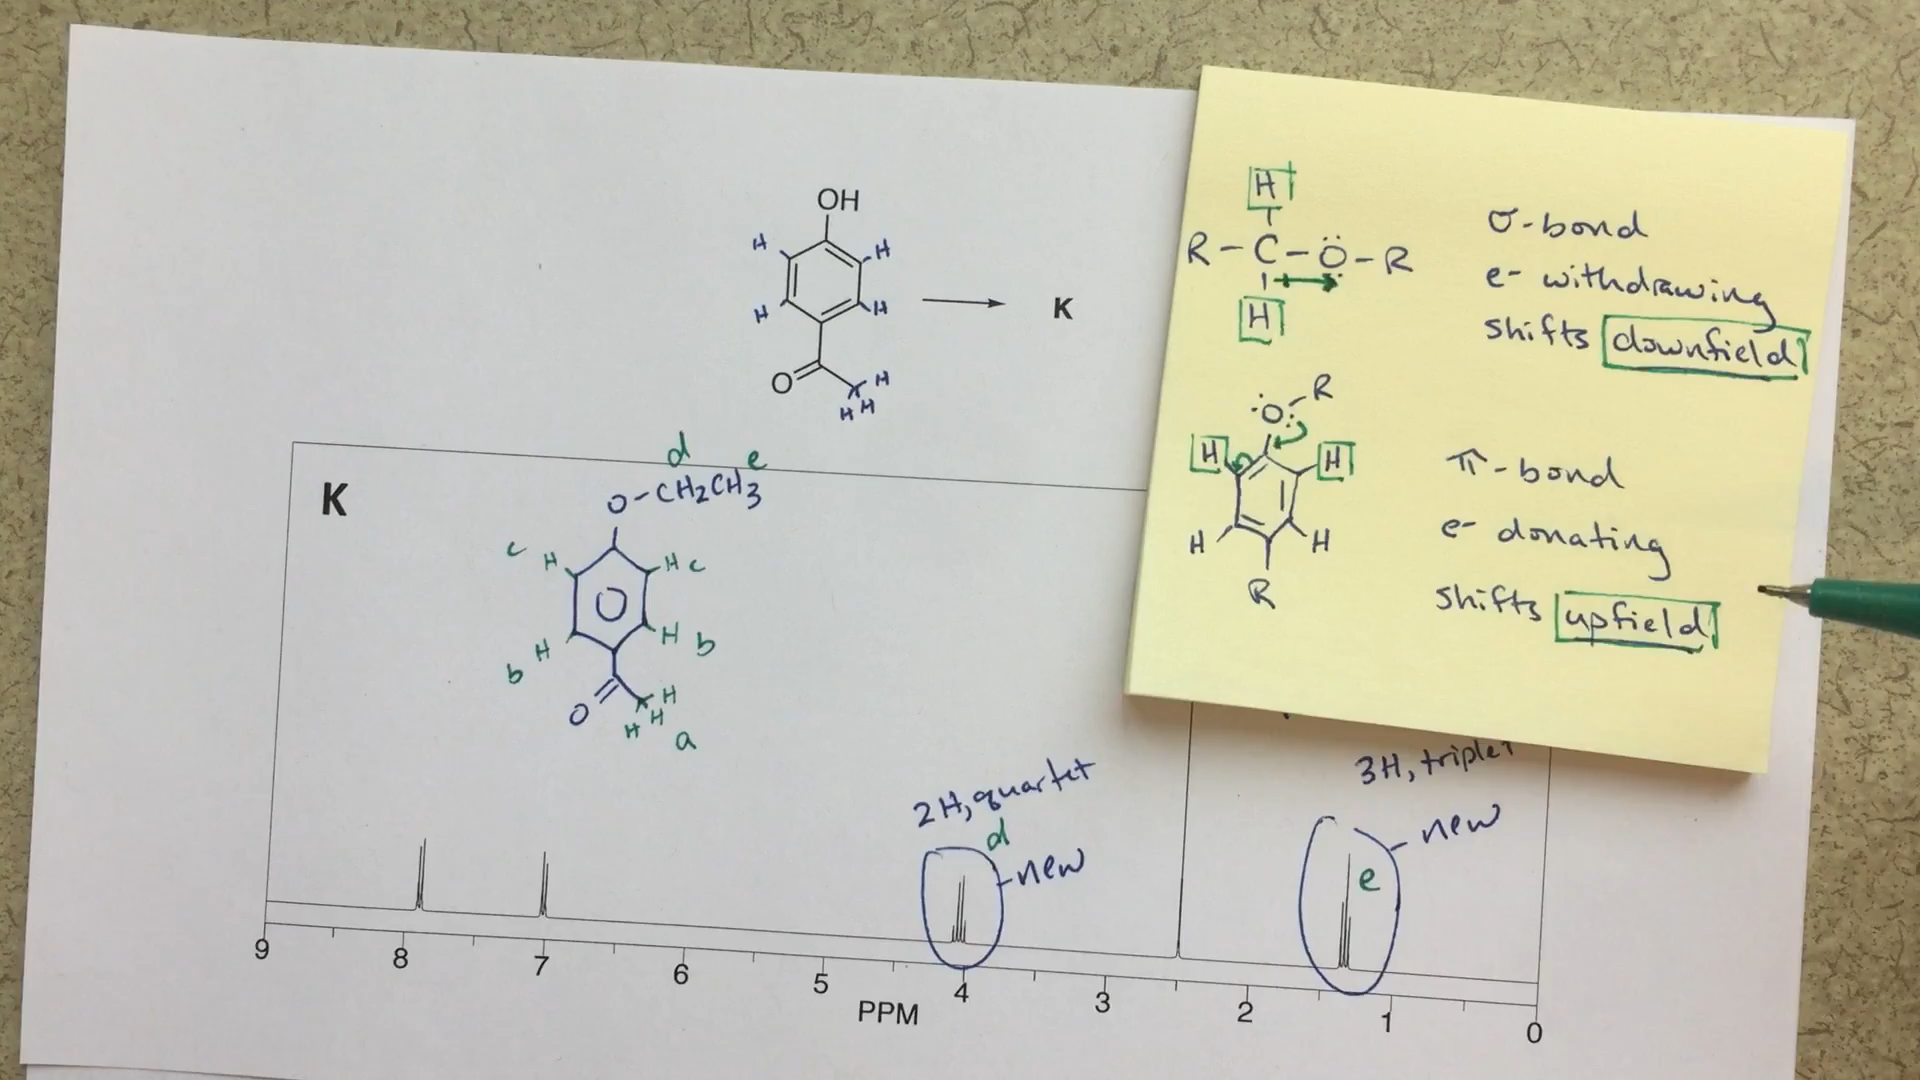 OH
H
H
H
H
O
H
H H
K
K
d e
O-CH2CH3
c H
H c
b H
H b
O
H
H H
a
H
R-C-Ö-R
H
σ-bond
e- withdrawing
shifts downfield
:O:-R
H
H
H
H
R
π-bond
e- donating
shifts upfield
2H, quartet
d
-new
3H, triplet
-new
e
9 8 7 6 5 4 3 2 1 0
PPM